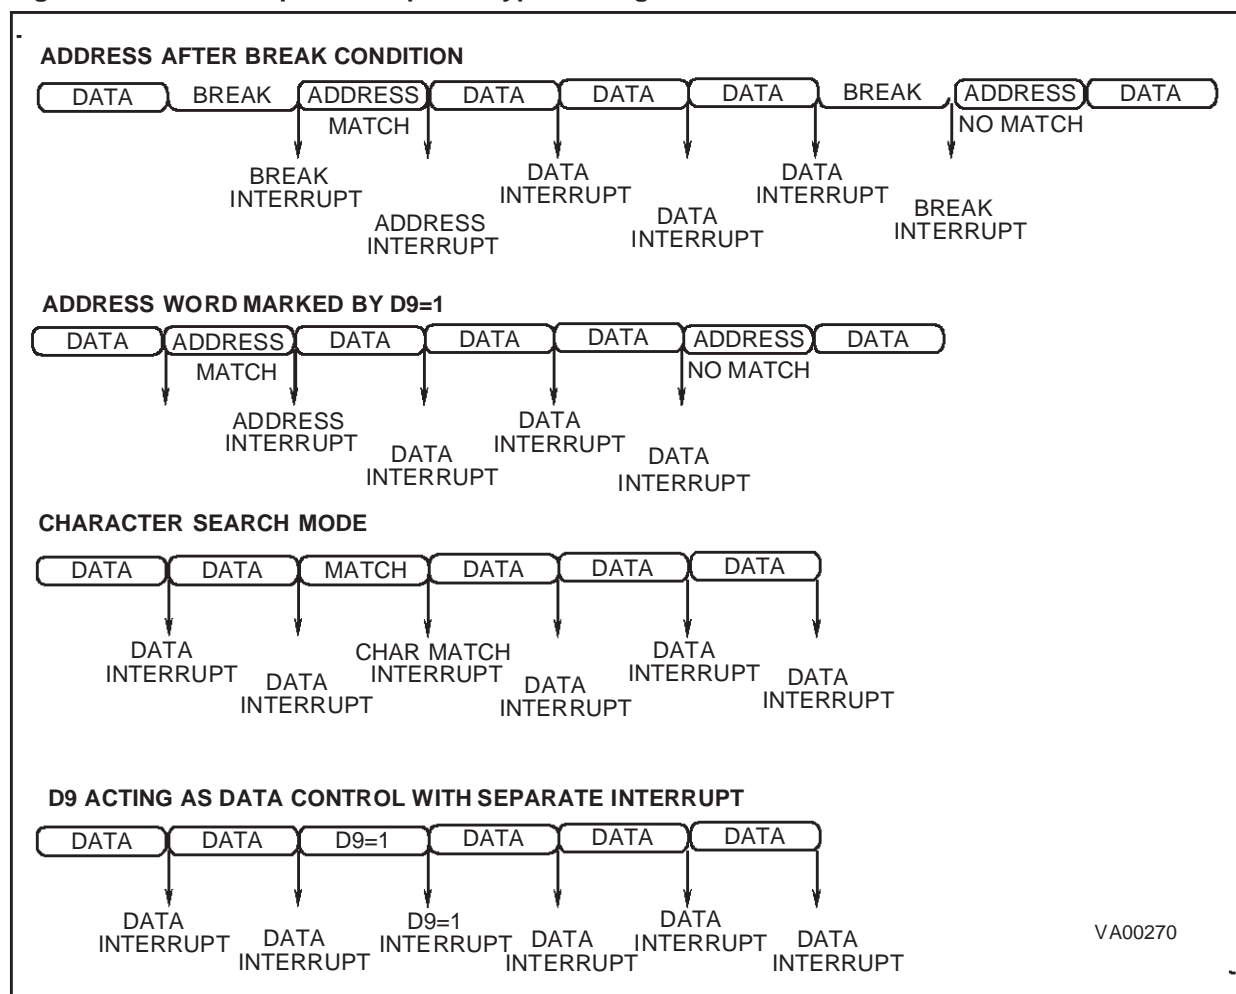 ADDRESS AFTER BREAK CONDITION
DATA BREAK ADDRESS DATA DATA DATA BREAK ADDRESS DATA
MATCH NO MATCH
BREAK INTERRUPT
ADDRESS INTERRUPT
DATA INTERRUPT
DATA INTERRUPT
DATA INTERRUPT
BREAK INTERRUPT
ADDRESS WORD MARKED BY D9=1
DATA ADDRESS DATA DATA DATA ADDRESS DATA
MATCH NO MATCH
ADDRESS INTERRUPT
DATA INTERRUPT
DATA INTERRUPT
DATA INTERRUPT
CHARACTER SEARCH MODE
DATA DATA MATCH DATA DATA DATA
DATA INTERRUPT
DATA INTERRUPT
CHAR MATCH INTERRUPT
DATA INTERRUPT
DATA INTERRUPT
DATA INTERRUPT
D9 ACTING AS DATA CONTROL WITH SEPARATE INTERRUPT
DATA DATA D9=1 DATA DATA DATA
DATA INTERRUPT
DATA INTERRUPT
D9=1 INTERRUPT
DATA INTERRUPT
DATA INTERRUPT
DATA INTERRUPT
VA00270